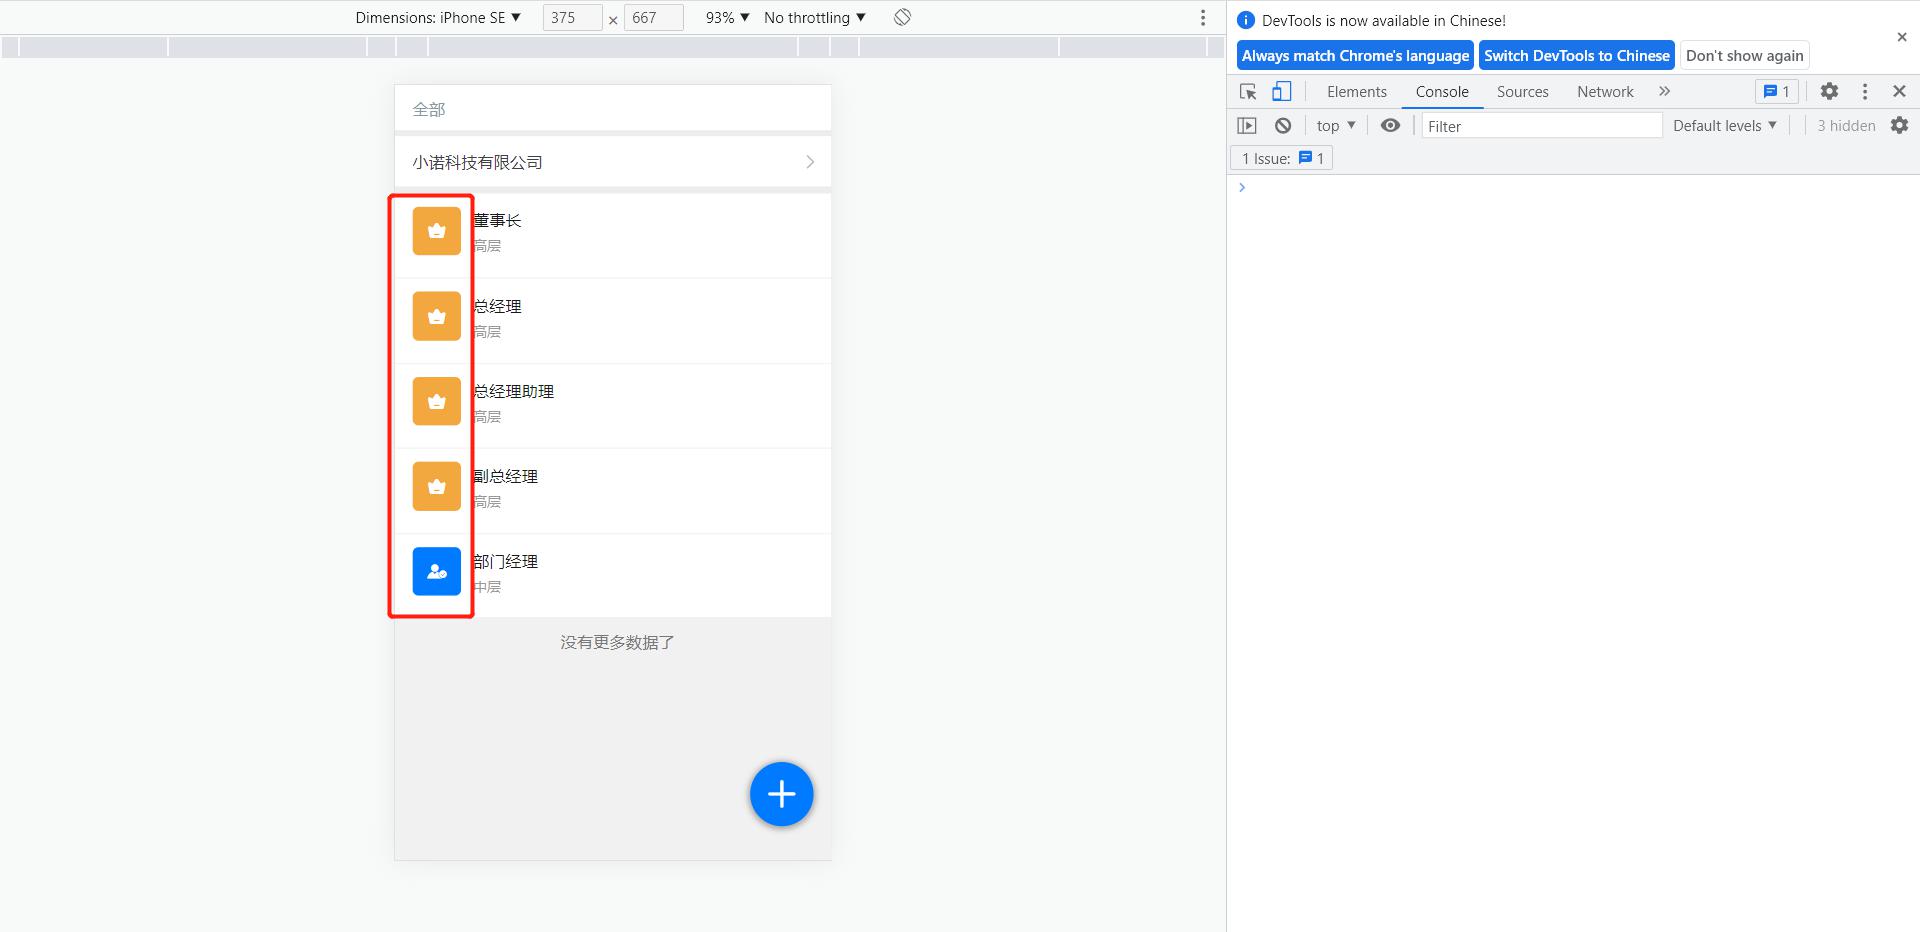 Dimensions: iPhone SE ▼ 375 × 667 93% ▼ No throttling ▼
DevTools is now available in Chinese!
Always match Chrome's language Switch DevTools to Chinese Don't show again
Elements Console Sources Network 1
top ▼ Filter Default levels ▼ 3 hidden
1 Issue: 1
全部
小诺科技有限公司
董事长
高层
总经理
高层
总经理助理
高层
副总经理
高层
部门经理
中层
没有更多数据了